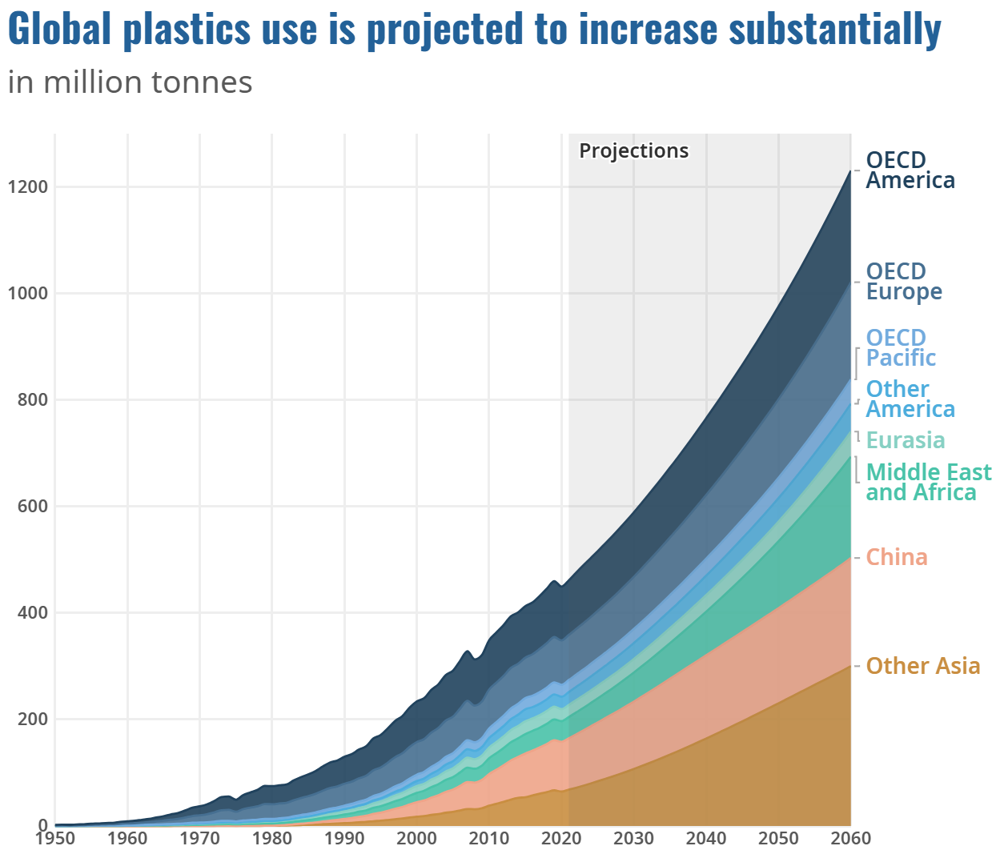 Global plastics use is projected to increase substantially
in million tonnes
Projections
1200
1000
800
600
400
200
0
1950 1960 1970 1980 1990 2000 2010 2020 2030 2040 2050 2060
OECD
America
OECD
Europe
OECD
Pacific
Other
America
Eurasia
Middle East
and Africa
China
Other Asia